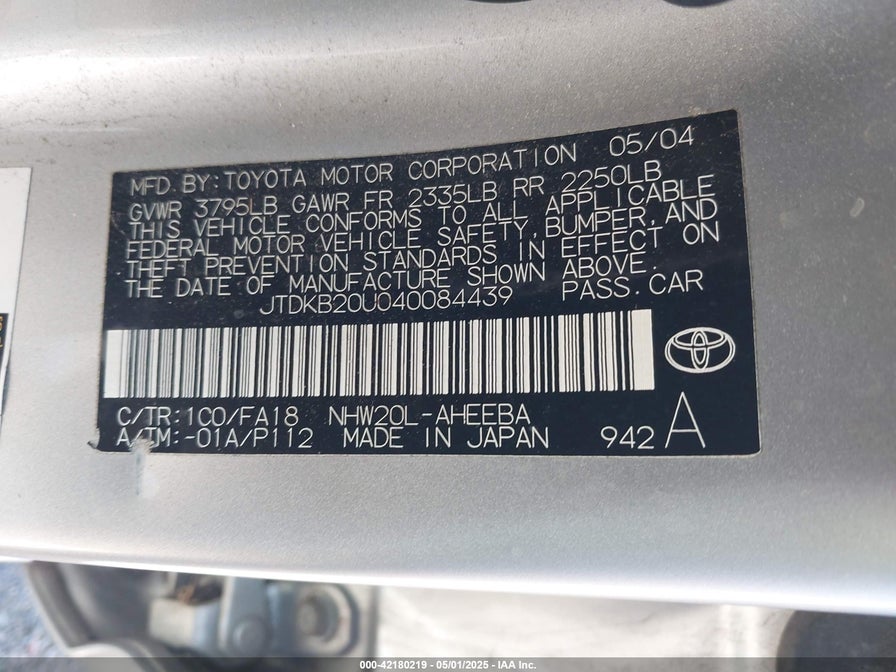 MFD. BY: TOYOTA MOTOR CORPORATION 05/04
GVWR 3795LB GAWR FR 2335LB RR 2250LB
THIS VEHICLE CONFORMS TO ALL APPLICABLE
FEDERAL MOTOR VEHICLE SAFETY, BUMPER, AND
THEFT PREVENTION STANDARDS IN EFFECT ON
THE DATE OF MANUFACTURE SHOWN ABOVE.
JTDKB20U040084439 PASS. CAR
C/TR: 1C0/FA18 NHW20L-AHEEBA
A/TM: -01A/P112 MADE IN JAPAN 942 A
000-42180219 - 05/01/2025 - IAA Inc.